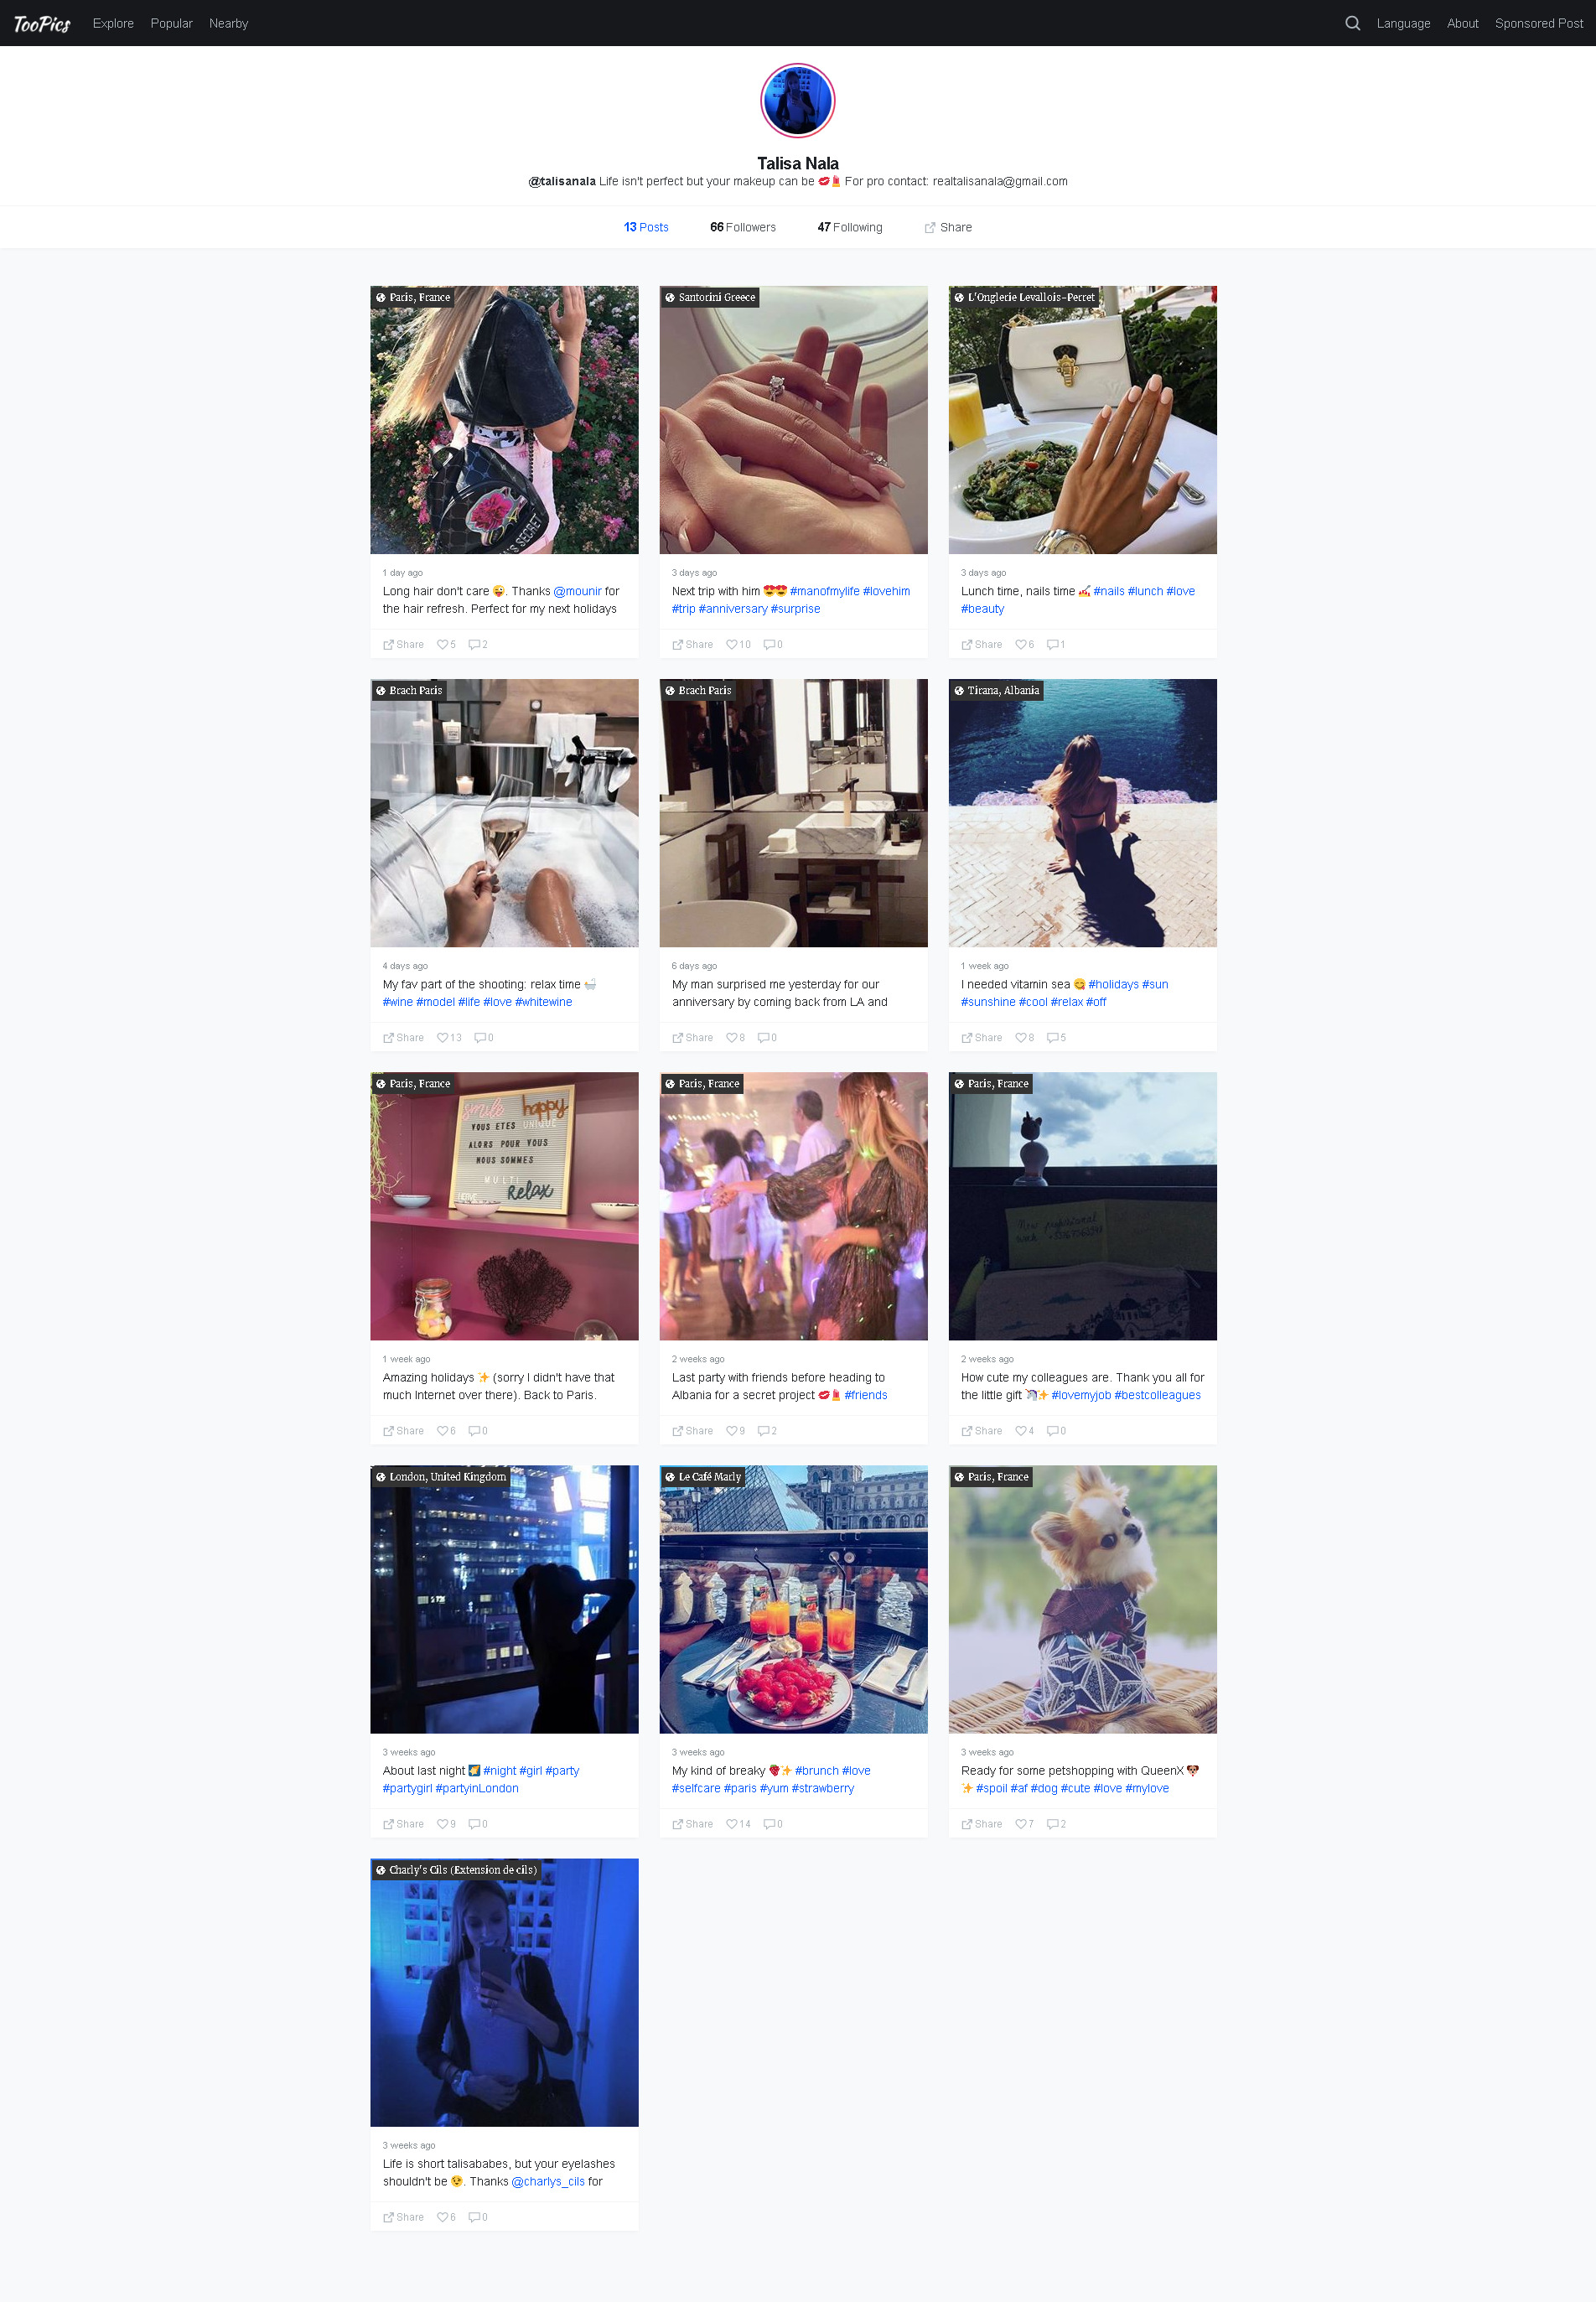 TooPics Explore Popular Nearby Language About Sponsored Post
Talisa Nala
@talisanala Life isn't perfect but your makeup can be 💋💄 For pro contact: realtalisanala@gmail.com
13 Posts 66 Followers 47 Following Share
Paris, France
'S SECRET
1 day ago
Long hair don't care 😜. Thanks @mounir for
the hair refresh. Perfect for my next holidays
Share 5 2
Santorini Greece
3 days ago
Next trip with him 😍😍 #manofmylife #lovehim
#trip #anniversary #surprise
Share 10 0
L'Onglerie Levallois-Perret
3 days ago
Lunch time, nails time 💅 #nails #lunch #love
#beauty
Share 6 1
Brach Paris
4 days ago
My fav part of the shooting: relax time 🛁
#wine #model #life #love #whitewine
Share 13 0
Brach Paris
6 days ago
My man surprised me yesterday for our
anniversary by coming back from LA and
Share 8 0
Tirana, Albania
1 week ago
I needed vitamin sea 😋 #holidays #sun
#sunshine #cool #relax #off
Share 8 5
Paris, France
smile happy
VOUS ETES UNIQUE
ALORS POUR VOUS
NOUS SOMMES
MULTI
relax
1 week ago
Amazing holidays ✨ (sorry I didn't have that
much Internet over there). Back to Paris.
Share 6 0
Paris, France
2 weeks ago
Last party with friends before heading to
Albania for a secret project 💋💄 #friends
Share 9 2
Paris, France
2 weeks ago
How cute my colleagues are. Thank you all for
the little gift 🦄✨ #lovemyjob #bestcolleagues
Share 4 0
London, United Kingdom
3 weeks ago
About last night 🌠 #night #girl #party
#partygirl #partyinLondon
Share 9 0
Le Café Marly
3 weeks ago
My kind of breaky 🍓✨ #brunch #love
#selfcare #paris #yum #strawberry
Share 14 0
Paris, France
3 weeks ago
Ready for some petshopping with QueenX 🐶
✨ #spoil #af #dog #cute #love #mylove
Share 7 2
Charly's Cils (Extension de cils)
3 weeks ago
Life is short talisababes, but your eyelashes
shouldn't be 😉. Thanks @charlys_cils for
Share 6 0